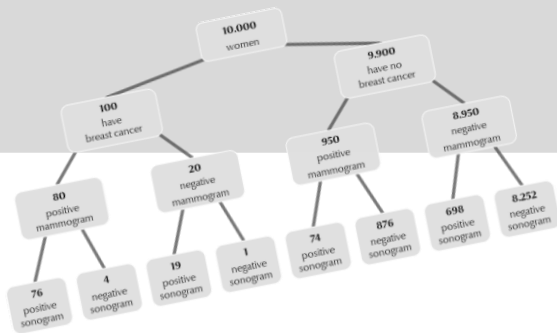 10.000
women
9.900
have no
breast cancer
100
have
breast cancer
950
positive
mammogram
8.950
negative
mammogram
80
positive
mammogram
20
negative
mammogram
76
positive
sonogram
4
negative
sonogram
19
positive
sonogram
1
negative
sonogram
74
positive
sonogram
876
negative
sonogram
698
positive
sonogram
8.252
negative
sonogram